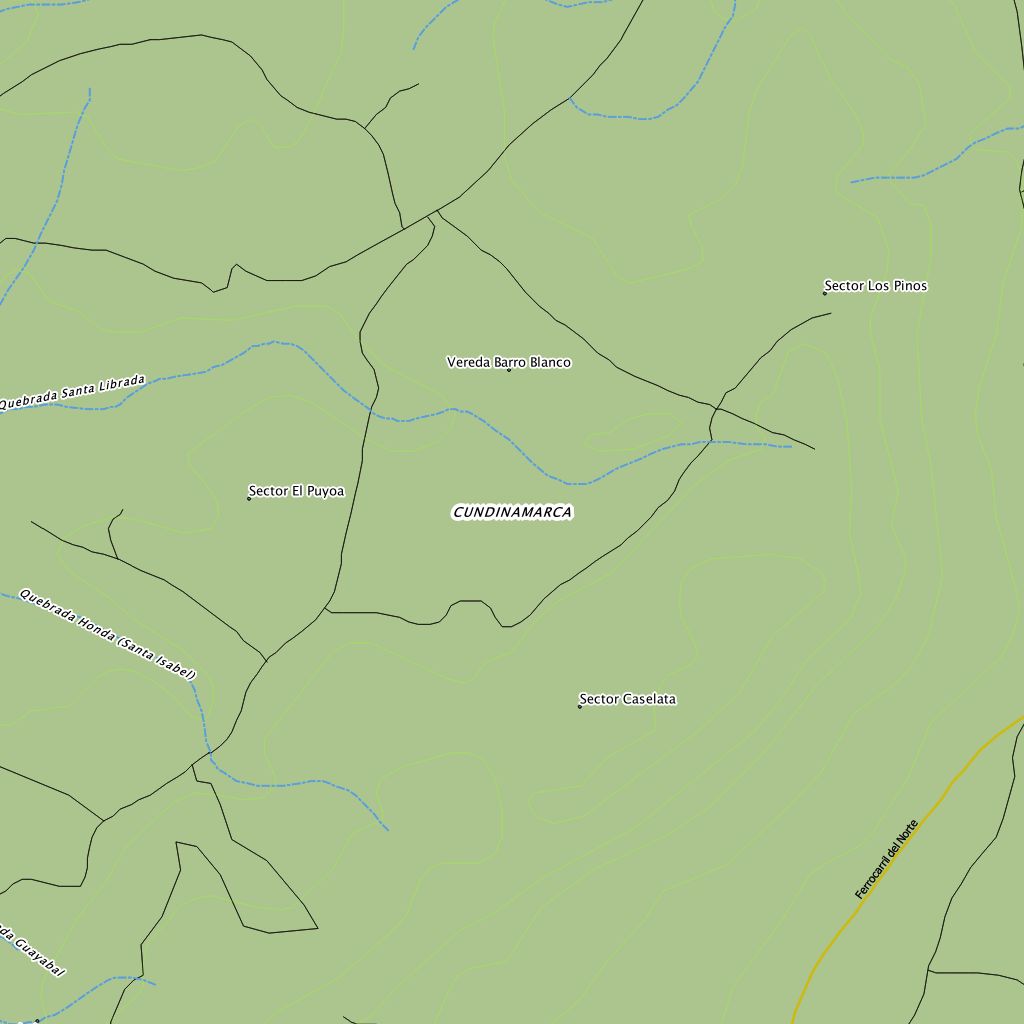 Sector Los Pinos
Vereda Barro Blanco
Quebrada Santa Librada
Sector El Puyoa
CUNDINAMARCA
Quebrada Honda (Santa Isabel)
Sector Caselata
Ferrocarril del Norte
da Guayabal